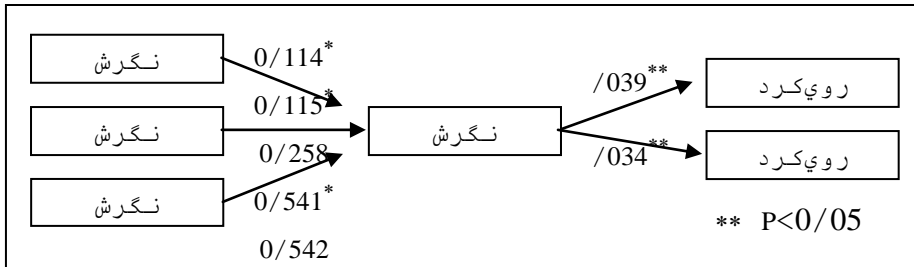 نگرش
0/114*
/039**
رويکرد
0/115*
نگرش
نگرش
0/258
/034**
رويکرد
نگرش
0/541*
** P<0/05
0/542